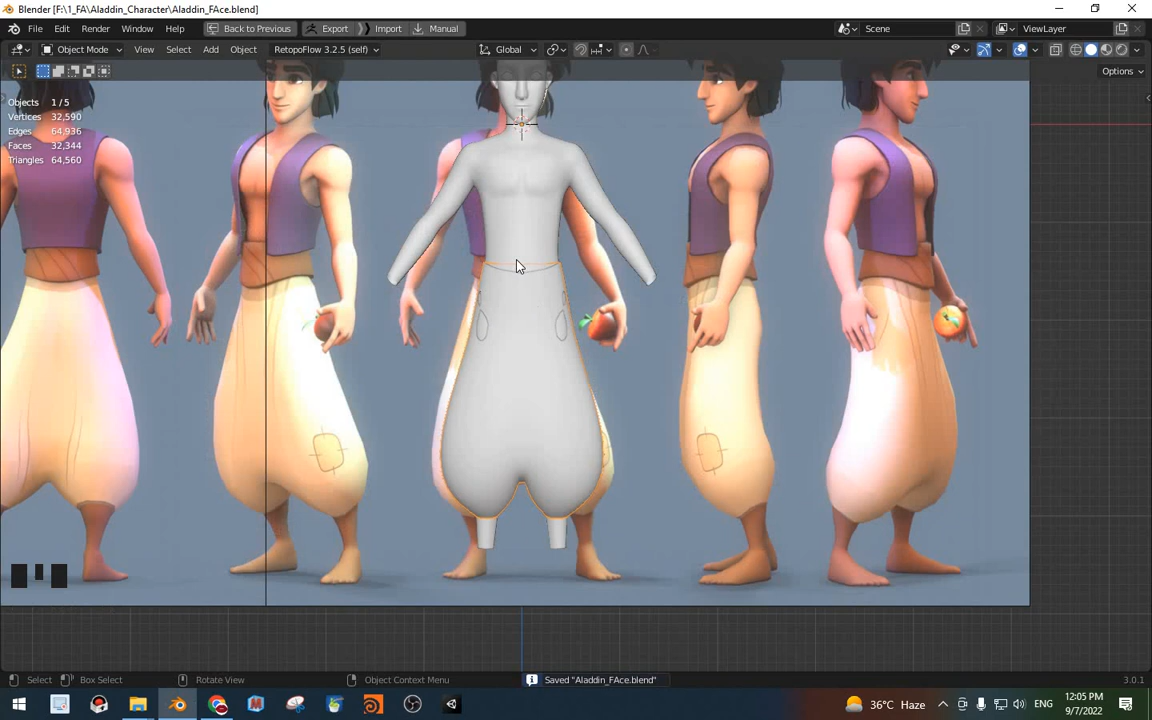 Blender [F:\1_FA\Aladdin_Character\Aladdin_FAce.blend]
File Edit Render Window Help Back to Previous Export Import Manual Scene ViewLayer
Object Mode View Select Add Object RetopoFlow 3.2.5 (self) Global
Options
Objects 1 / 5
Vertices 32,590
Edges 64,936
Faces 32,344
Triangles 64,560
Select Box Select Rotate View Object Context Menu Saved "Aladdin_FAce.blend" 3.0.1
36°C Haze ENG 12:05 PM
9/7/2022